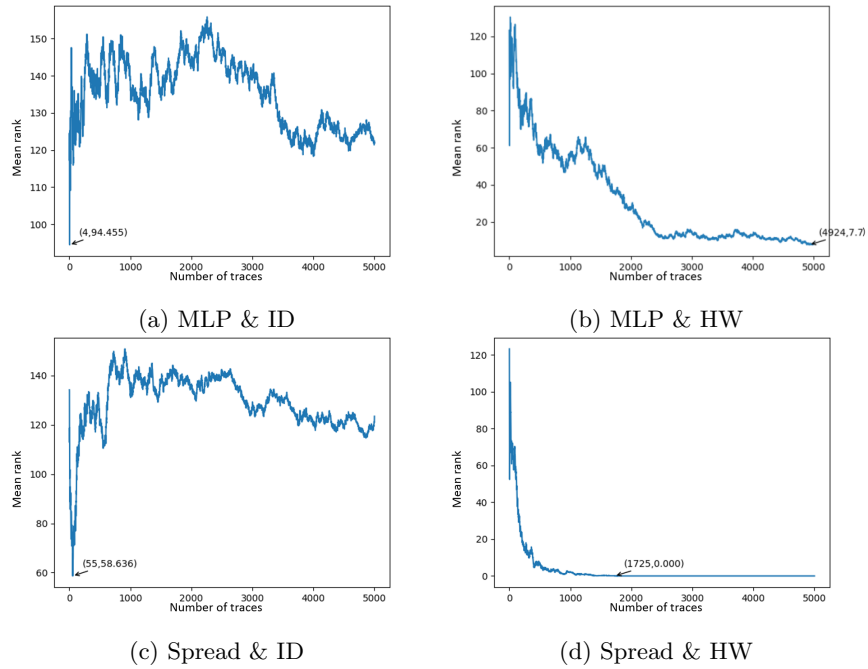 150
140
130
120
110
100
Mean rank
(4,94.455)
0 1000 2000 3000 4000 5000
Number of traces
(a) MLP & ID
120
100
80
60
40
20
Mean rank
(4924,7.7)
0 1000 2000 3000 4000 5000
Number of traces
(b) MLP & HW
140
120
100
80
60
Mean rank
(55,58.636)
0 1000 2000 3000 4000 5000
Number of traces
(c) Spread & ID
120
100
80
60
40
20
0
Mean rank
(1725,0.000)
0 1000 2000 3000 4000 5000
Number of traces
(d) Spread & HW